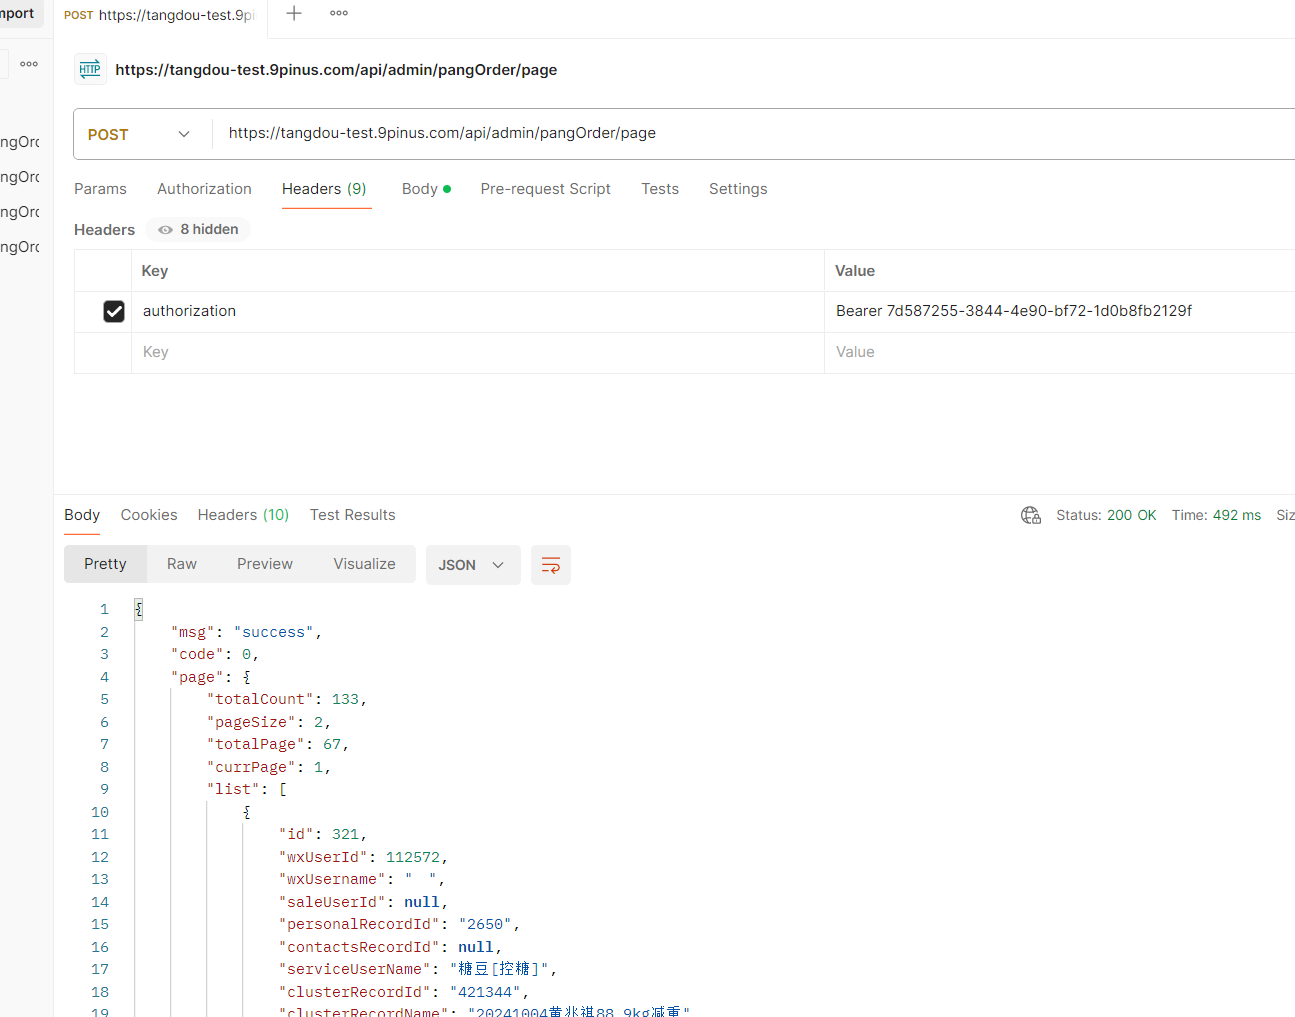 mport
POST https://tangdou-test.9pi
HTTP https://tangdou-test.9pinus.com/api/admin/pangOrder/page
POST https://tangdou-test.9pinus.com/api/admin/pangOrder/page
ngOrc
ngOrc
ngOrc
ngOrc
Params Authorization Headers (9) Body Pre-request Script Tests Settings
Headers 8 hidden
Key Value
authorization Bearer 7d587255-3844-4e90-bf72-1d0b8fb2129f
Key Value
Body Cookies Headers (10) Test Results Status: 200 OK Time: 492 ms Siz
Pretty Raw Preview Visualize JSON
1 {
2 "msg": "success",
3 "code": 0,
4 "page": {
5 "totalCount": 133,
6 "pageSize": 2,
7 "totalPage": 67,
8 "currPage": 1,
9 "list": [
10 {
11 "id": 321,
12 "wxUserId": 112572,
13 "wxUsername": "  ",
14 "saleUserId": null,
15 "personalRecordId": "2650",
16 "contactsRecordId": null,
17 "serviceUserName": "糖豆[控糖]",
18 "clusterRecordId": "421344",
19 "clusterRecordName": "20241004黄兆祺88.9kg减重"